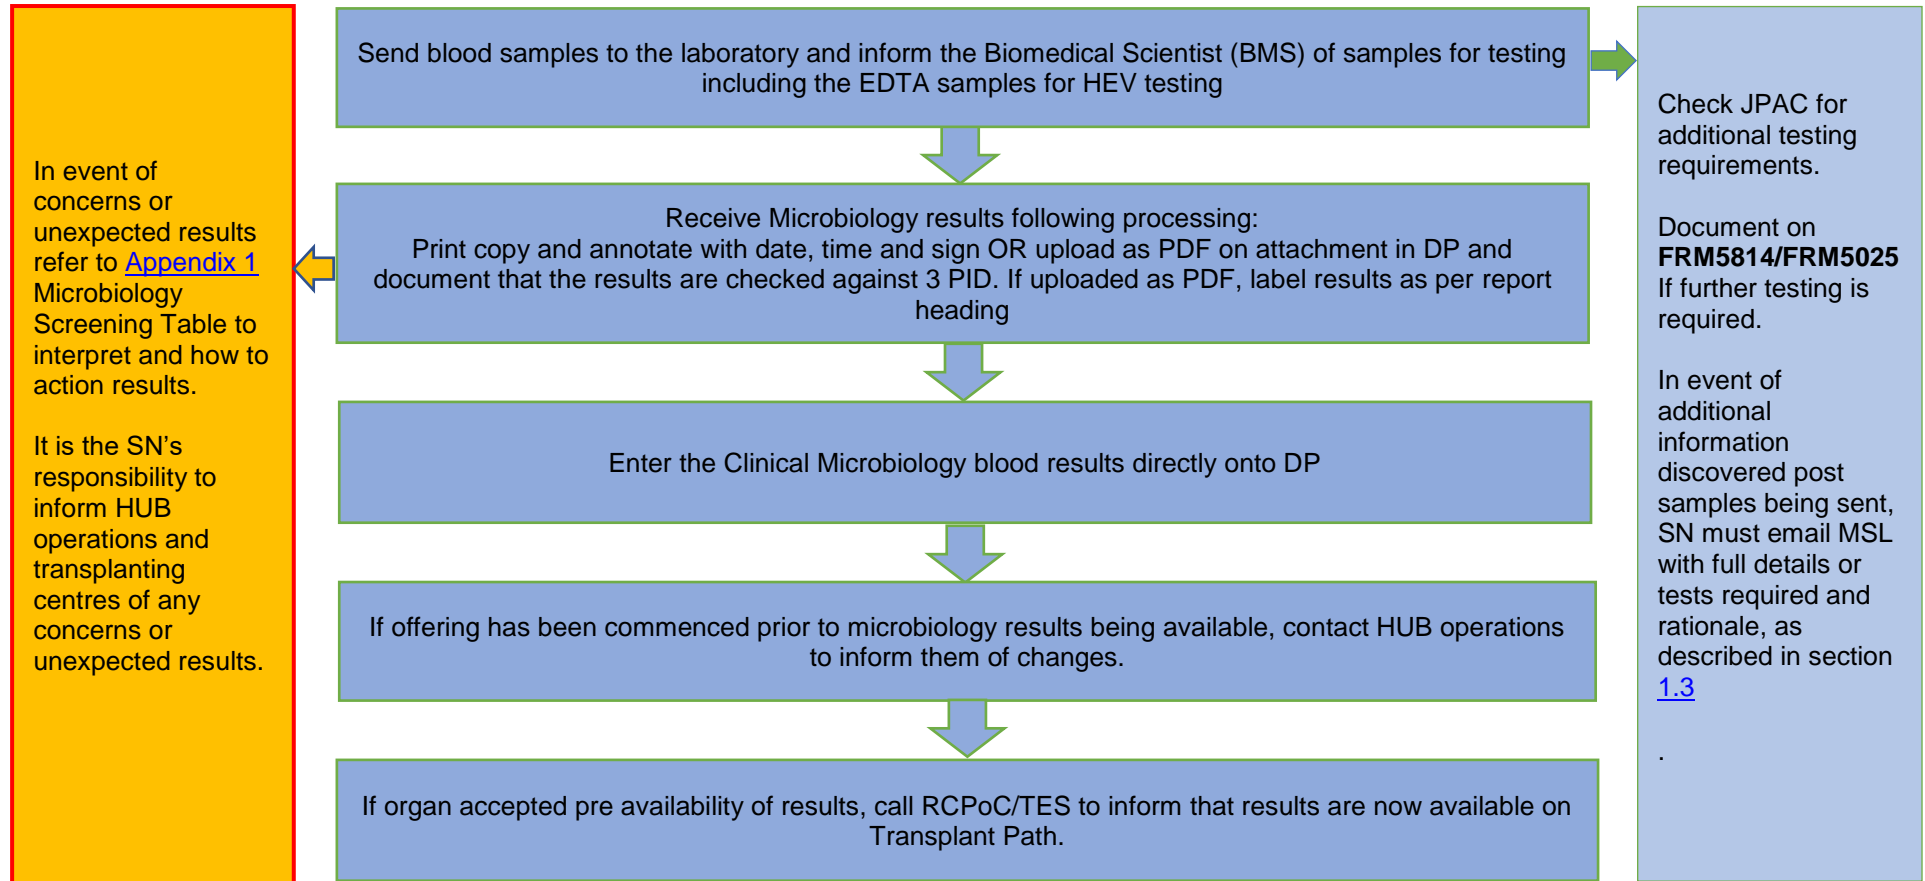 In event of
concerns or
unexpected results
refer to Appendix 1
Microbiology
Screening Table to
interpret and how to
action results.
It is the SN's
responsibility to
inform HUB
operations and
transplanting
centres of any
concerns or
unexpected results.
Send blood samples to the laboratory and inform the Biomedical Scientist (BMS) of samples for testing
including the EDTA samples for HEV testing
Receive Microbiology results following processing:
Print copy and annotate with date, time and sign OR upload as PDF on attachment in DP and
document that the results are checked against 3 PID. If uploaded as PDF, label results as per report
heading
Enter the Clinical Microbiology blood results directly onto DP
If offering has been commenced prior to microbiology results being available, contact HUB operations
to inform them of changes.
If organ accepted pre availability of results, call RCPoC/TES to inform that results are now available on
Transplant Path.
Check JPAC for
additional testing
requirements.
Document on
FRM5814/FRM5025
If further testing is
required.
In event of
additional
information
discovered post
samples being sent,
SN must email MSL
with full details or
tests required and
rationale, as
described in section
1.3
.